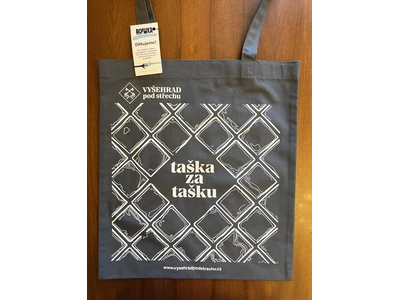 Děkujeme!
VYŠEHRAD
pod střechu
taška
za
tašku
www.vysehradpodstrechu.cz